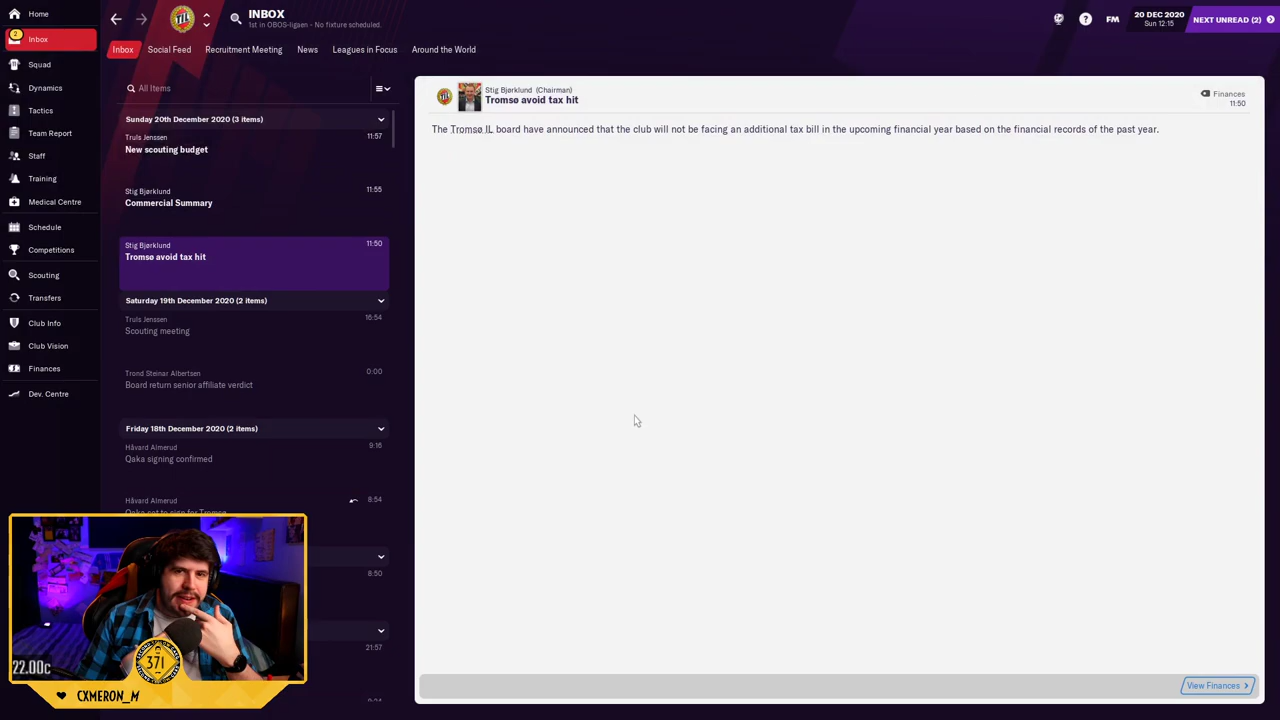 Home
INBOX
1st in OBOS-ligaen - No fixture scheduled.
FM
20 DEC 2020
Sun 12:15
NEXT UNREAD (2)
2
Inbox
Squad
Dynamics
Tactics
Team Report
Staff
Training
Medical Centre
Schedule
Competitions
Scouting
Transfers
Club Info
Club Vision
Finances
Dev. Centre
Inbox
Social Feed
Recruitment Meeting
News
Leagues in Focus
Around the World
All Items
Sunday 20th December 2020 (3 items)
Truls Jenssen 11:57
New scouting budget
Stig Bjørklund 11:55
Commercial Summary
Stig Bjørklund 11:50
Tromsø avoid tax hit
Saturday 19th December 2020 (2 items)
Truls Jenssen 16:54
Scouting meeting
Trond Steinar Albertsen 0:00
Board return senior affiliate verdict
Friday 18th December 2020 (2 items)
Håvard Almerud 9:16
Qaka signing confirmed
Håvard Almerud 8:54
Qaka set to sign for Tromsø
8:50
21:57
Stig Bjørklund (Chairman)
Tromsø avoid tax hit
Finances
11:50
The Tromsø IL board have announced that the club will not be facing an additional tax bill in the upcoming financial year based on the financial records of the past year.
View Finances
22.00c
371
CXMERON_M